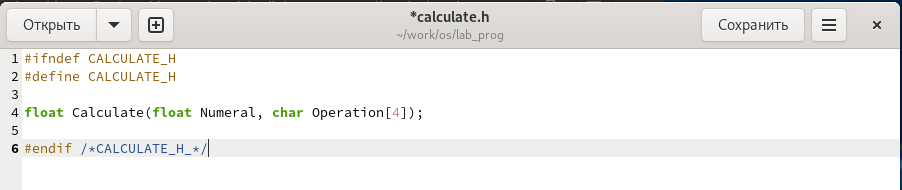 Открыть
*calculate.h
~/work/os/lab_prog
Сохранить
1 #ifndef CALCULATE_H
2 #define CALCULATE_H
3
4 float Calculate(float Numeral, char Operation[4]);
5
6 #endif /*CALCULATE_H_*/